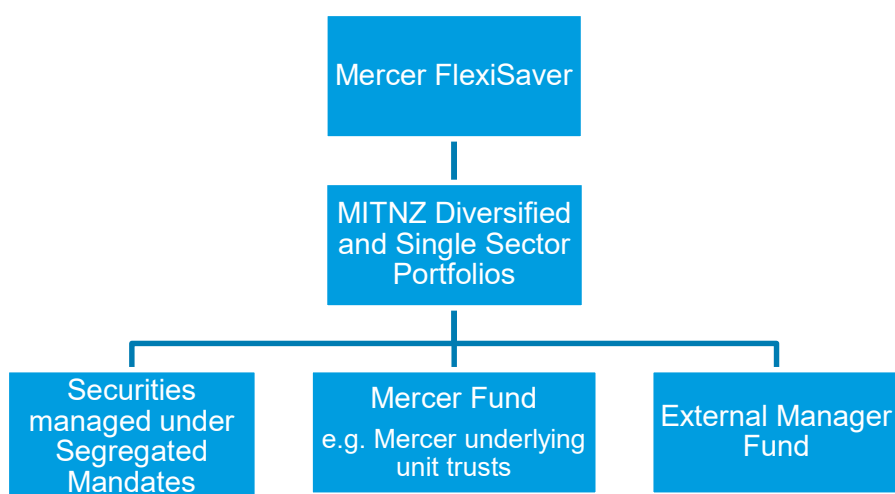 Mercer FlexiSaver
MITNZ Diversified
and Single Sector
Portfolios
Securities
managed under
Segregated
Mandates
Mercer Fund
e.g. Mercer underlying
unit trusts
External Manager
Fund